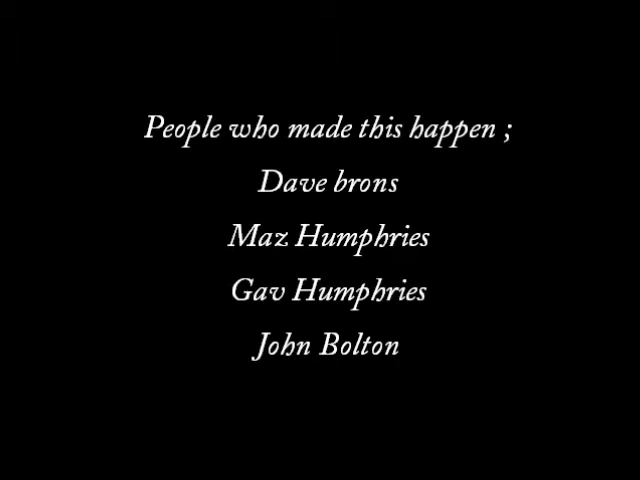 People who made this happen ;
Dave brons
Maz Humphries
Gav Humphries
John Bolton